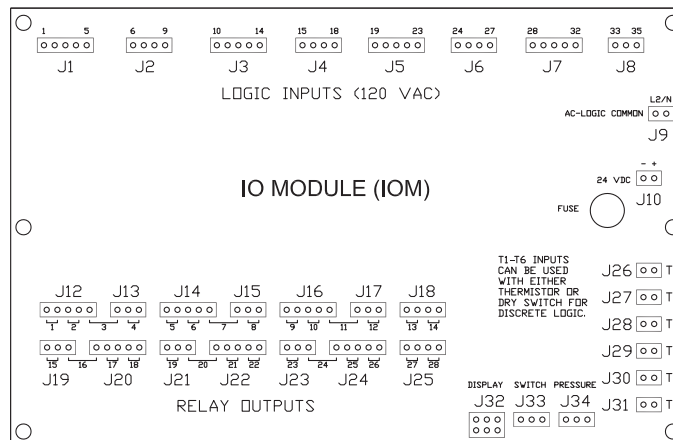 1 5 6 9 10 14 15 18 19 23 24 27 28 32 33 35
J1 J2 J3 J4 J5 J6 J7 J8
LOGIC INPUTS (120 VAC)
L2/N
AC-LOGIC COMMON
J9
IO MODULE (IOM)
- +
24 VDC
J10
FUSE
T1-T6 INPUTS
CAN BE USED
WITH EITHER
THERMISTOR OR
DRY SWITCH FOR
DISCRETE LOGIC.
J26 T
J27 T
J28 T
J29 T
J30 T
J31 T
J12 J13 J14 J15 J16 J17 J18
1 2 3 4 5 6 7 8 9 10 11 12 13 14
15 16 17 18 19 20 21 22 23 24 25 26 27 28
J19 J20 J21 J22 J23 J24 J25
RELAY OUTPUTS
DISPLAY SWITCH PRESSURE
J32 J33 J34